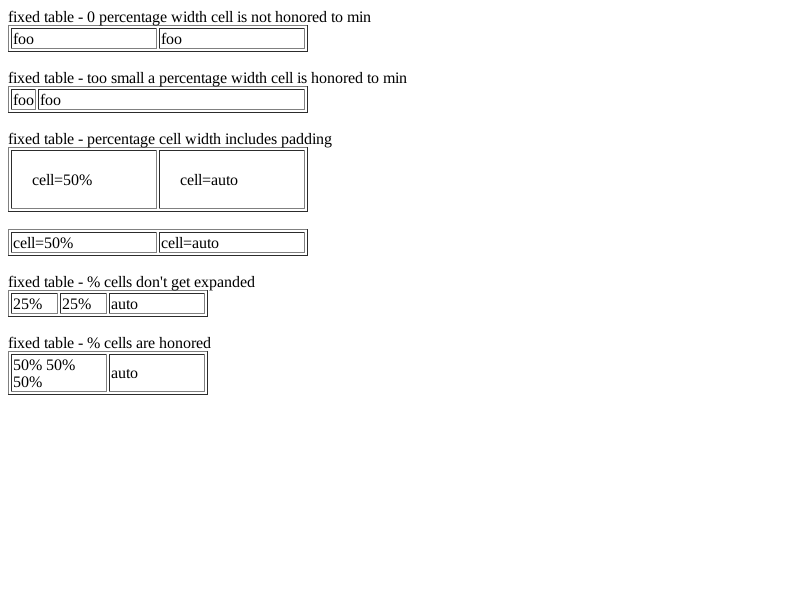 fixed table - 0 percentage width cell is not honored to min
foo foo
fixed table - too small a percentage width cell is honored to min
foo foo
fixed table - percentage cell width includes padding
cell=50% cell=auto
cell=50% cell=auto
fixed table - % cells don't get expanded
25% 25% auto
fixed table - % cells are honored
50% 50%
50%
auto